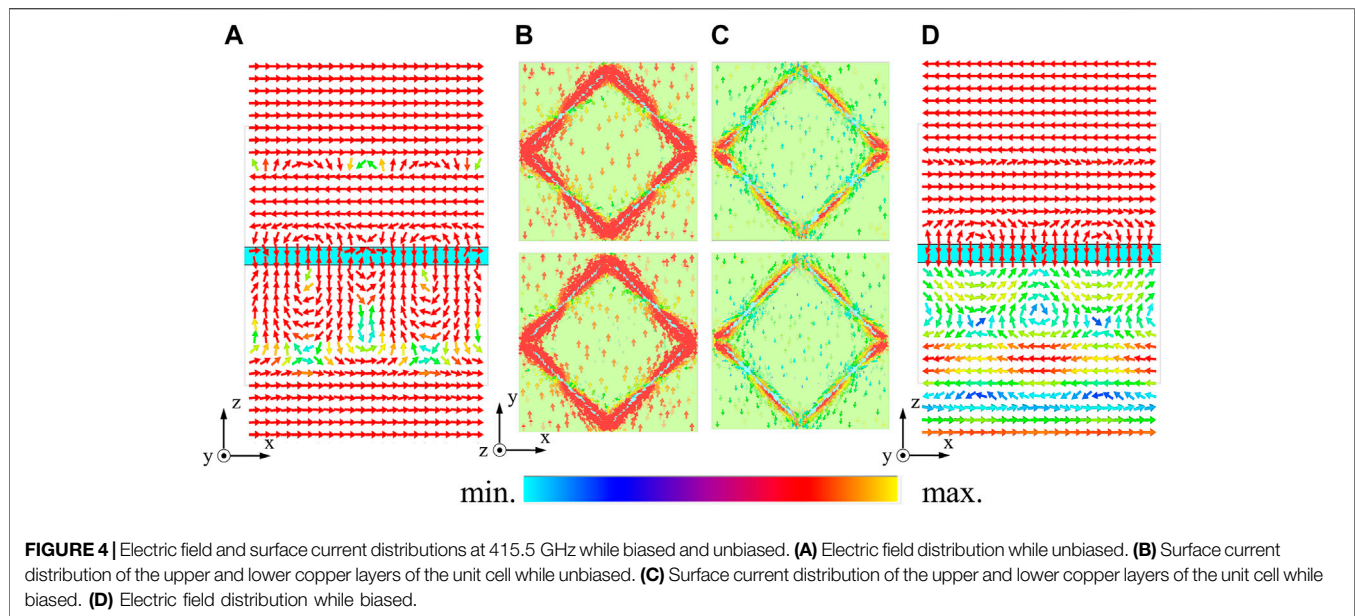 A
B
C
D
z
y
x
y
z
x
z
y
x
min.
max.
FIGURE 4 | Electric field and surface current distributions at 415.5 GHz while biased and unbiased. (A) Electric field distribution while unbiased. (B) Surface current
distribution of the upper and lower copper layers of the unit cell while unbiased. (C) Surface current distribution of the upper and lower copper layers of the unit cell while
biased. (D) Electric field distribution while biased.